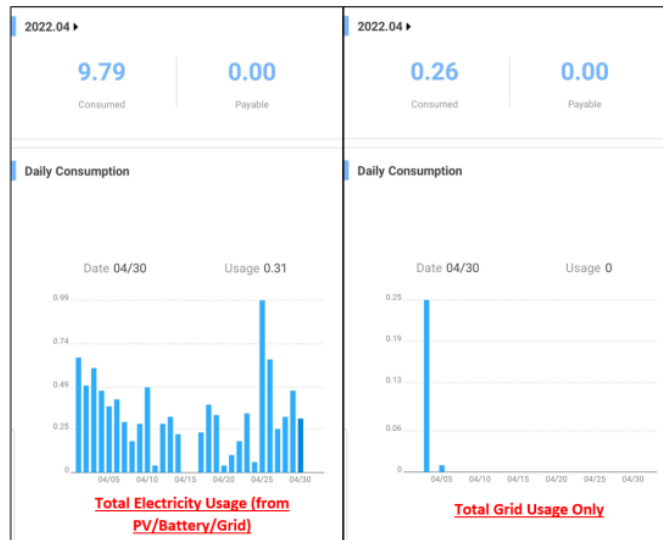 2022.04
9.79
0.00
Consumed
Payable
Daily Consumption
Date 04/30
Usage 0.31
0.99
0.74
0.49
0.25
0
04/05
04/10
04/15
04/20
04/25
04/30
Total Electricity Usage (from
PV/Battery/Grid)
2022.04
0.26
0.00
Consumed
Payable
Daily Consumption
Date 04/30
Usage 0
0.25
0.19
0.13
0.06
0
04/05
04/10
04/15
04/20
04/25
04/30
Total Grid Usage Only